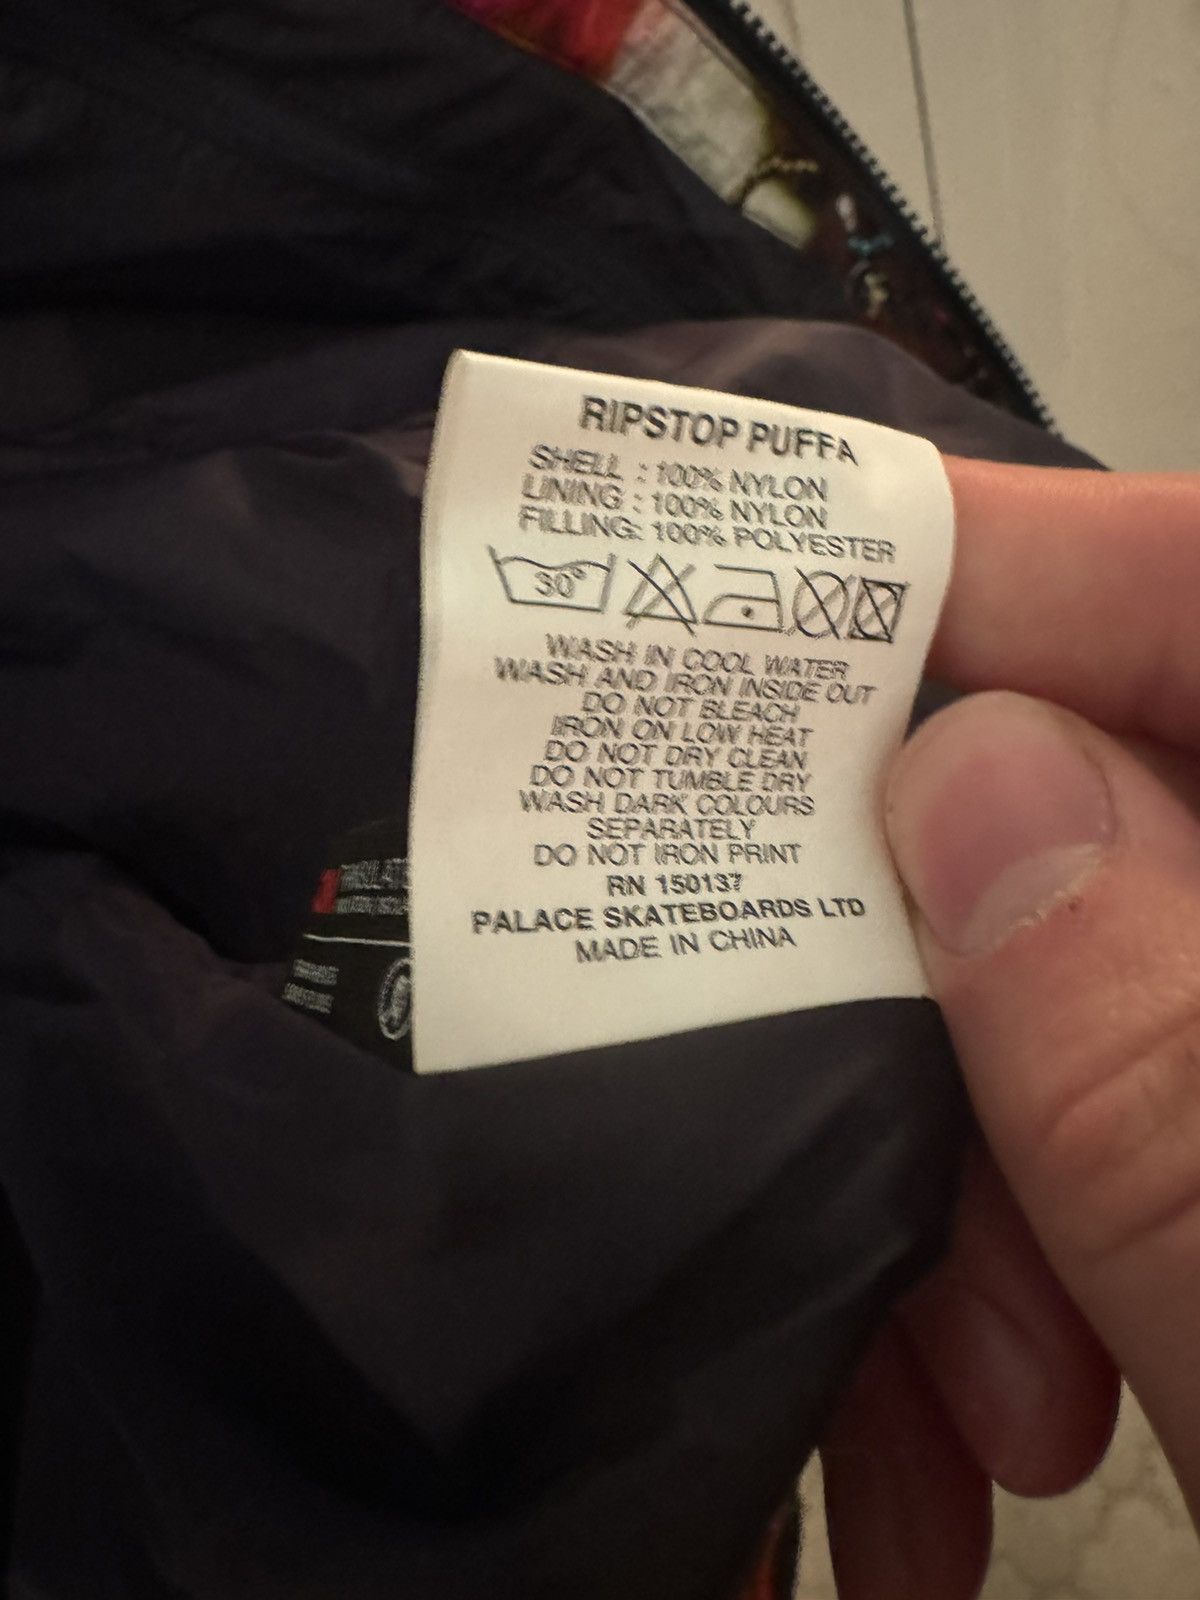 RIPSTOP PUFFA
SHELL : 100% NYLON
LINING : 100% NYLON
FILLING: 100% POLYESTER
30°
WASH IN COOL WATER
WASH AND IRON INSIDE OUT
DO NOT BLEACH
IRON ON LOW HEAT
DO NOT DRY CLEAN
DO NOT TUMBLE DRY
WASH DARK COLOURS
SEPARATELY
DO NOT IRON PRINT
RN 150137
PALACE SKATEBOARDS LTD
MADE IN CHINA